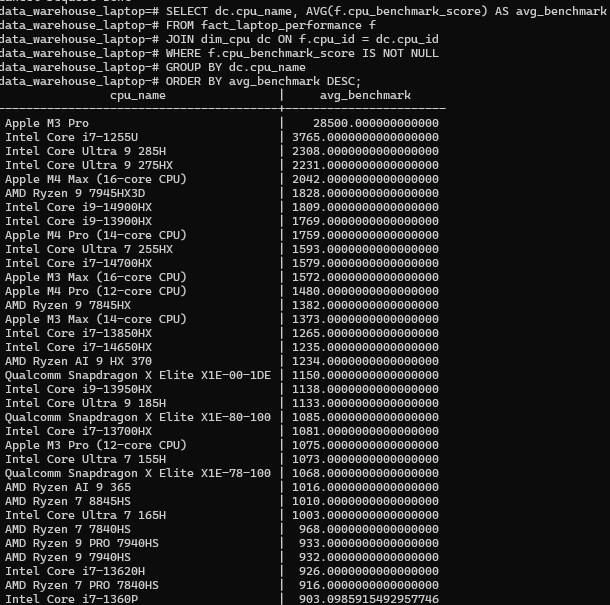 data_warehouse_laptop=# SELECT dc.cpu_name, AVG(f.cpu_benchmark_score) AS avg_benchmark
data_warehouse_laptop-# FROM fact_laptop_performance f
data_warehouse_laptop-# JOIN dim_cpu dc ON f.cpu_id = dc.cpu_id
data_warehouse_laptop-# WHERE f.cpu_benchmark_score IS NOT NULL
data_warehouse_laptop-# GROUP BY dc.cpu_name
data_warehouse_laptop-# ORDER BY avg_benchmark DESC;
cpu_name | avg_benchmark
Apple M3 Pro | 28500.000000000000
Intel Core i7-1255U | 3765.0000000000000000
Intel Core Ultra 9 285H | 2308.0000000000000000
Intel Core Ultra 9 275HX | 2231.0000000000000000
Apple M4 Max (16-core CPU) | 2042.0000000000000000
AMD Ryzen 9 7945HX3D | 1828.0000000000000000
Intel Core i9-14900HX | 1809.0000000000000000
Intel Core i9-13900HX | 1769.0000000000000000
Apple M4 Pro (14-core CPU) | 1759.0000000000000000
Intel Core Ultra 7 255HX | 1593.0000000000000000
Intel Core i7-14700HX | 1579.0000000000000000
Apple M3 Max (16-core CPU) | 1572.0000000000000000
Apple M4 Pro (12-core CPU) | 1480.0000000000000000
AMD Ryzen 9 7845HX | 1382.0000000000000000
Apple M3 Max (14-core CPU) | 1373.0000000000000000
Intel Core i7-13850HX | 1265.0000000000000000
Intel Core i7-14650HX | 1235.0000000000000000
AMD Ryzen AI 9 HX 370 | 1234.0000000000000000
Qualcomm Snapdragon X Elite X1E-00-1DE | 1150.0000000000000000
Intel Core i9-13950HX | 1138.0000000000000000
Intel Core Ultra 9 185H | 1133.0000000000000000
Qualcomm Snapdragon X Elite X1E-80-100 | 1085.0000000000000000
Intel Core i7-13700HX | 1081.0000000000000000
Apple M3 Pro (12-core CPU) | 1075.0000000000000000
Intel Core Ultra 7 155H | 1073.0000000000000000
Qualcomm Snapdragon X Elite X1E-78-100 | 1068.0000000000000000
AMD Ryzen AI 9 365 | 1016.0000000000000000
AMD Ryzen 7 8845HS | 1010.0000000000000000
Intel Core Ultra 7 165H | 1003.0000000000000000
AMD Ryzen 7 7840HS | 968.0000000000000000
AMD Ryzen 9 PRO 7940HS | 933.0000000000000000
AMD Ryzen 9 7940HS | 932.0000000000000000
Intel Core i7-13620H | 926.0000000000000000
AMD Ryzen 7 PRO 7840HS | 916.0000000000000000
Intel Core i7-1360P | 903.0985915492957746